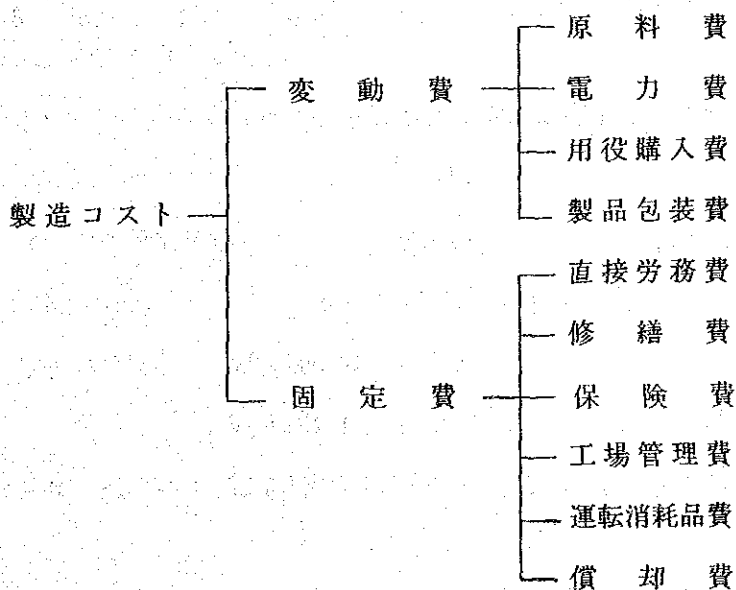 製造コスト
変動費
原料費
電力費
用役購入費
製品包装費
固定費
直接労務費
修繕費
保険費
工場管理費
運転消耗品費
償却費